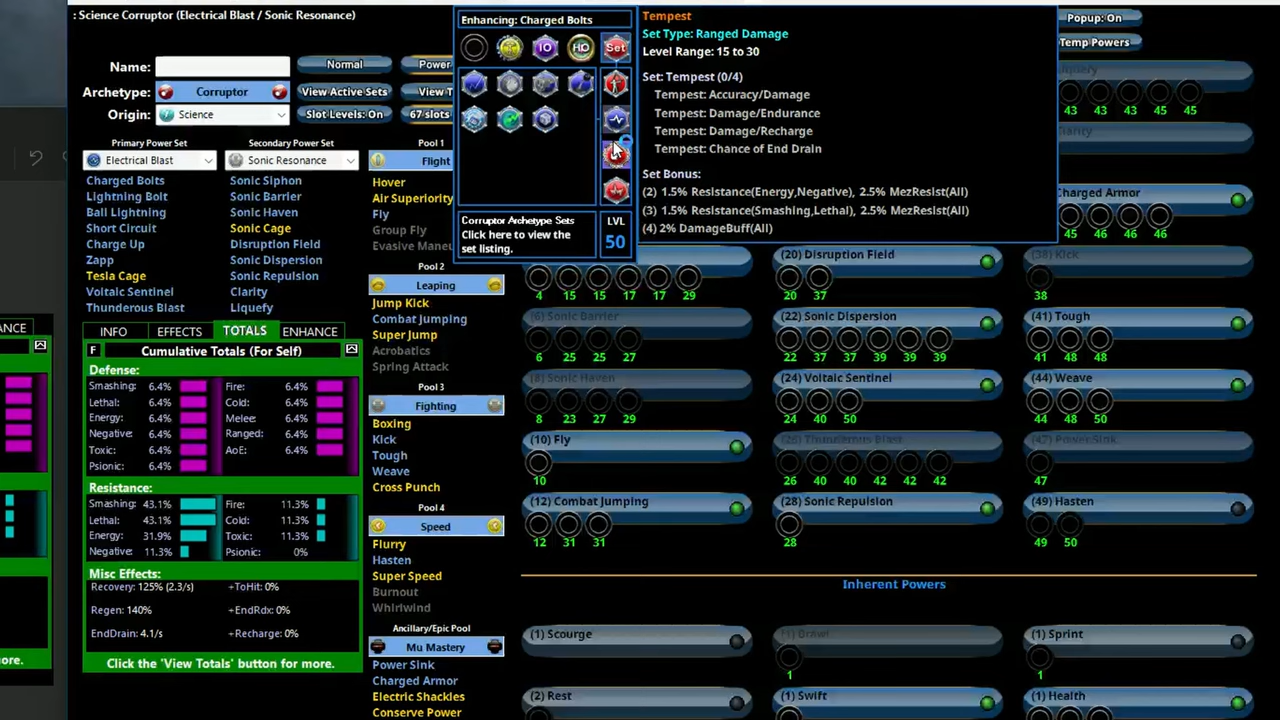 : Science Corruptor (Electrical Blast / Sonic Resonance)
Name:
Archetype:
Corruptor
Origin:
Science
Normal
Power-
View Active Sets
View T
Slot Levels: On
67 slots
Primary Power Set
Electrical Blast
Charged Bolts
Lightning Bolt
Ball Lightning
Short Circuit
Charge Up
Zapp
Tesla Cage
Voltaic Sentinel
Thunderous Blast
Secondary Power Set
Sonic Resonance
Sonic Siphon
Sonic Barrier
Sonic Haven
Sonic Cage
Disruption Field
Sonic Dispersion
Sonic Repulsion
Clarity
Liquefy
INFO
EFFECTS
TOTALS
ENHANCE
F
Cumulative Totals (For Self)
Defense:
Smashing: 6.4% Fire: 6.4%
Lethal: 6.4% Cold: 6.4%
Energy: 6.4% Melee: 6.4%
Negative: 6.4% Ranged: 6.4%
Toxic: 6.4% AoE: 6.4%
Psionic: 6.4%
Resistance:
Smashing: 43.1% Fire: 11.3%
Lethal: 43.1% Cold: 11.3%
Energy: 31.9% Toxic: 11.3%
Negative: 11.3% Psionic: 0%
Misc Effects:
Recovery: 125% (2.3/s) +ToHit: 0%
Regen: 140% +EndRdx: 0%
EndDrain: 4.1/s +Recharge: 0%
Click the 'View Totals' button for more.
ANCE
ore.
Pool 1
Flight
Hover
Air Superiority
Fly
Group Fly
Evasive Maneu
Pool 2
Leaping
Jump Kick
Combat Jumping
Super Jump
Acrobatics
Spring Attack
Pool 3
Fighting
Boxing
Kick
Tough
Weave
Cross Punch
Pool 4
Speed
Flurry
Hasten
Super Speed
Burnout
Whirlwind
Ancillary/Epic Pool
Mu Mastery
Power Sink
Charged Armor
Electric Shackles
Conserve Power
Enhancing: Charged Bolts
IO
HO
Set
Corruptor Archetype Sets
Click here to view the
set listing.
LVL
50
Tempest
Set Type: Ranged Damage
Level Range: 15 to 30
Set: Tempest (0/4)
Tempest: Accuracy/Damage
Tempest: Damage/Endurance
Tempest: Damage/Recharge
Tempest: Chance of End Drain
Set Bonus:
(2) 1.5% Resistance(Energy,Negative), 2.5% MezResist(All)
(3) 1.5% Resistance(Smashing,Lethal), 2.5% MezResist(All)
(4) 2% DamageBuff(All)
Popup: On
Temp Powers
43 43 45 45
Clarity
Charged Armor
45 46 46 46
4 15 15 17 17 29
(6) Sonic Barrier
6 25 25 27
(8) Sonic Haven
8 23 27 29
(10) Fly
10
(12) Combat Jumping
12 31 31
(20) Disruption Field
20 37
(22) Sonic Dispersion
22 37 37 39 39 39
(24) Voltaic Sentinel
24 40 50
(26) Thunderous Blast
26 40 40 42 42 42
(28) Sonic Repulsion
28
(38) Kick
38
(41) Tough
41 48 48
(44) Weave
44 48 50
(47) Power Sink
47
(49) Hasten
49 50
Inherent Powers
(1) Scourge
(1) Brawl
1
(1) Sprint
1
(2) Rest
(1) Swift
(1) Health